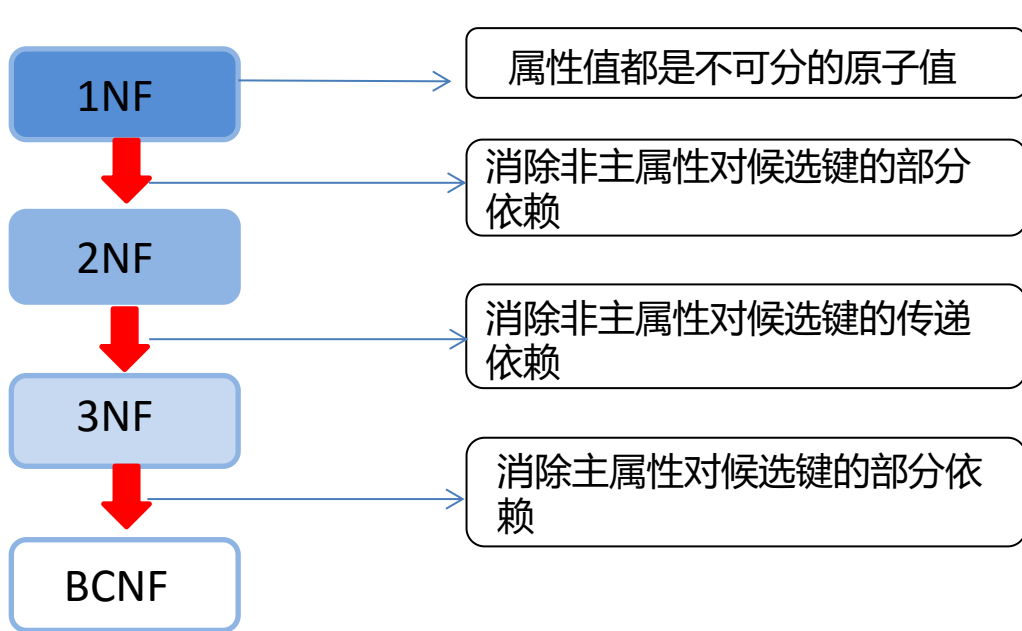 1NF
属性值都是不可分的原子值
消除非主属性对候选键的部分
依赖
2NF
消除非主属性对候选键的传递
依赖
3NF
消除主属性对候选键的部分依
赖
BCNF